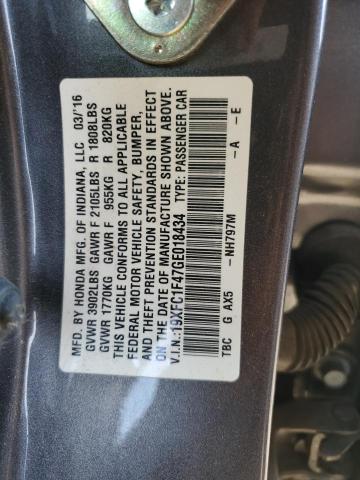 MFD. BY HONDA MFG. OF INDIANA, LLC 03/'16
GVWR 3902LBS GAWR F 2105LBS R 1808LBS
GVWR 1770KG GAWR F 955KG R 820KG
THIS VEHICLE CONFORMS TO ALL APPLICABLE
FEDERAL MOTOR VEHICLE SAFETY, BUMPER,
AND THEFT PREVENTION STANDARDS IN EFFECT
ON THE DATE OF MANUFACTURE SHOWN ABOVE.
V.I.N.:19XFC1F47GE018434 TYPE: PASSENGER CAR
TBC G AX5 -NH797M -A -E